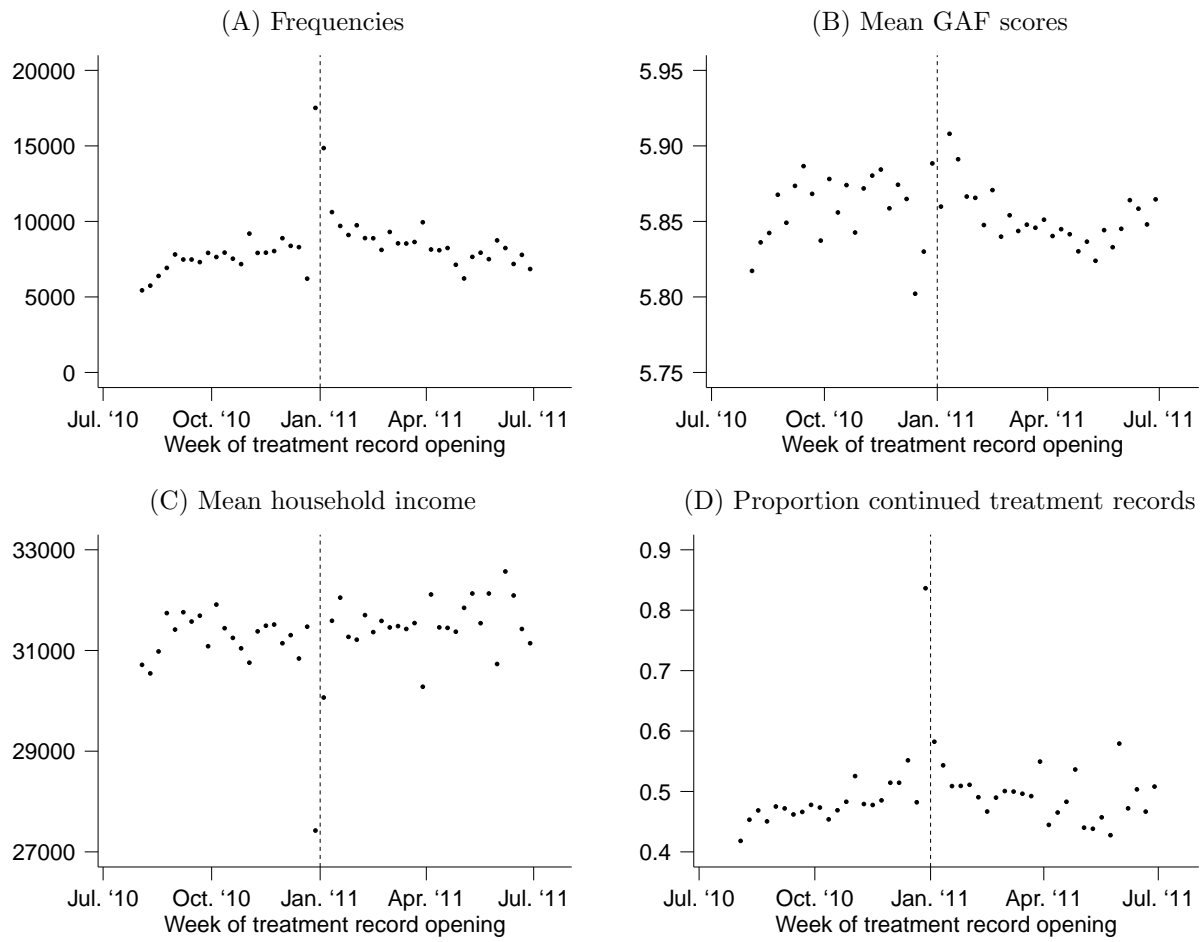 (A) Frequencies
20000
15000
10000
5000
0
Jul. ‘10 Oct. ‘10 Jan. ‘11 Apr. ‘11 Jul. ‘11
Week of treatment record opening
(B) Mean GAF scores
5.95
5.90
5.85
5.80
5.75
Jul. ‘10 Oct. ‘10 Jan. ‘11 Apr. ‘11 Jul. ‘11
Week of treatment record opening
(C) Mean household income
33000
31000
29000
27000
Jul. ‘10 Oct. ‘10 Jan. ‘11 Apr. ‘11 Jul. ‘11
Week of treatment record opening
(D) Proportion continued treatment records
0.9
0.8
0.7
0.6
0.5
0.4
Jul. ‘10 Oct. ‘10 Jan. ‘11 Apr. ‘11 Jul. ‘11
Week of treatment record opening